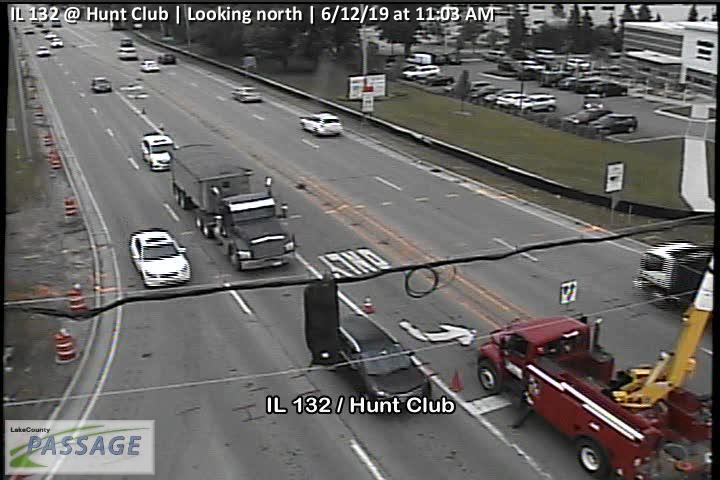 IL 132 @ Hunt Club | Looking north | 6/12/19 at 11:03 AM
ONLY
IL 132 / Hunt Club
LakeCounty
PASSAGE